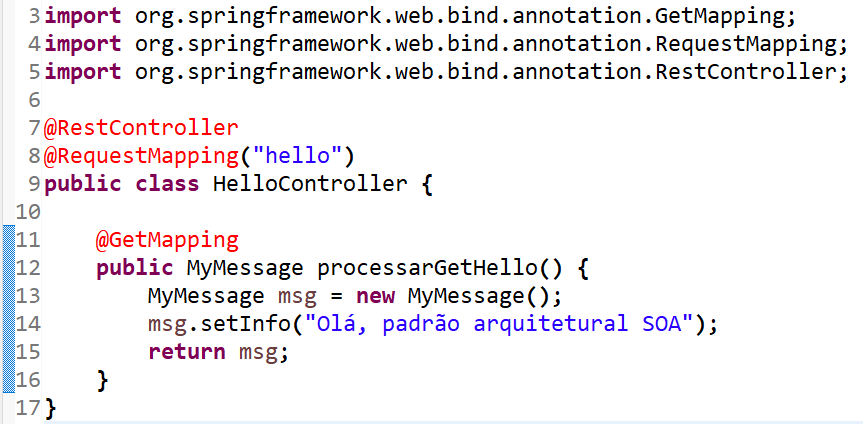 3 import org.springframework.web.bind.annotation.GetMapping;
4 import org.springframework.web.bind.annotation.RequestMapping;
5 import org.springframework.web.bind.annotation.RestController;
6
7 @RestController
8 @RequestMapping("hello")
9 public class HelloController {
10
11     @GetMapping
12     public MyMessage processarGetHello() {
13         MyMessage msg = new MyMessage();
14         msg.setInfo("Olá, padrão arquitetural SOA");
15         return msg;
16     }
17 }